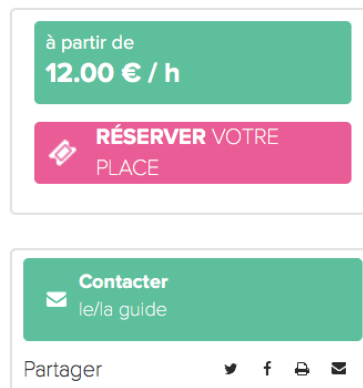 à partir de
12.00 € / h
RÉSERVER VOTRE
PLACE
Contacter
le/la guide
Partager